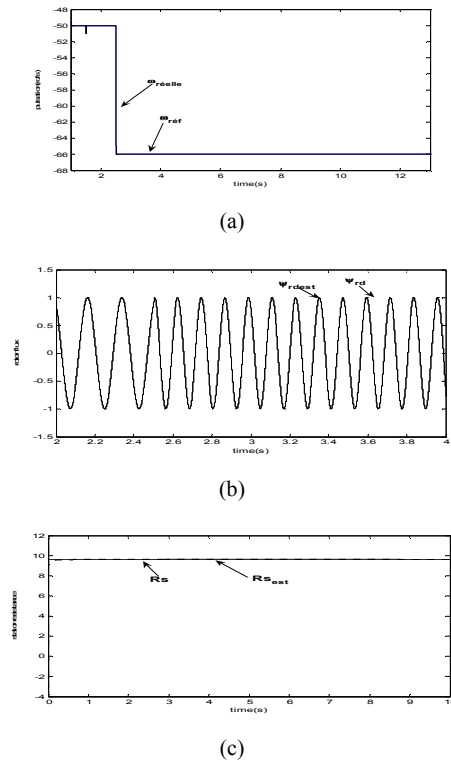 -48
-50
-52
-54
-56
-58
-60
-62
-64
-66
-68
ωréelle
ωréf
2 4 6 8 10 12
time(s)
(a)
1.5
1
0.5
0
-0.5
-1
-1.5
rotorflux
Ψrdest
Ψrd
2 2.2 2.4 2.6 2.8 3 3.2 3.4 3.6 3.8 4
time(s)
(b)
12
10
8
6
4
2
0
-2
-4
Rs
Rsest
0 1 2 3 4 5 6 7 8 9 10
time(s)
(c)